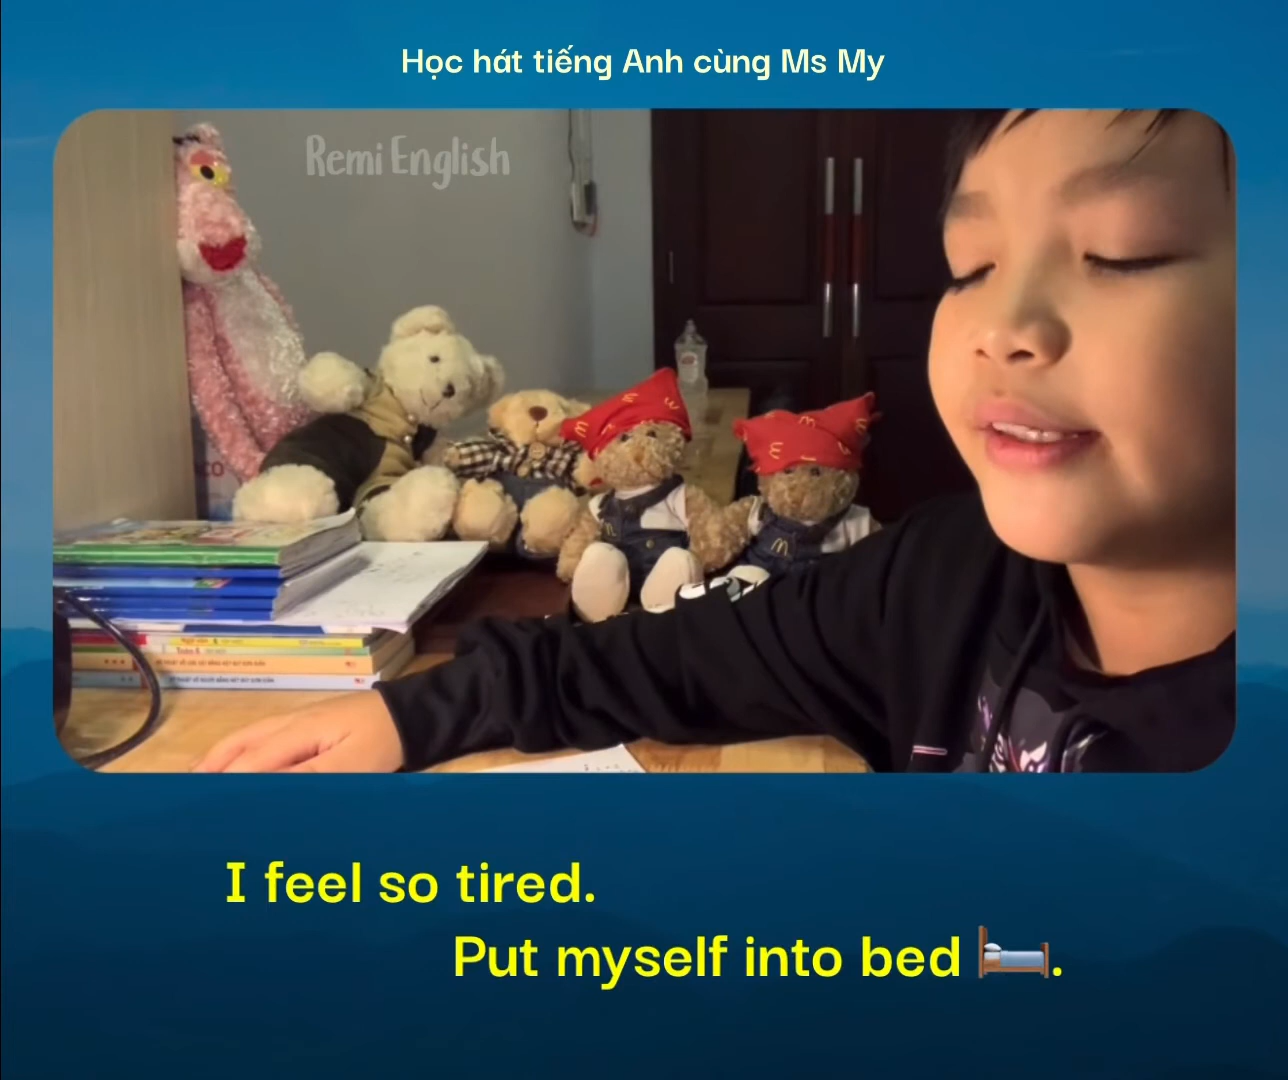 Học hát tiếng Anh cùng Ms My
Remi English
I feel so tired.
Put myself into bed 🛏️.